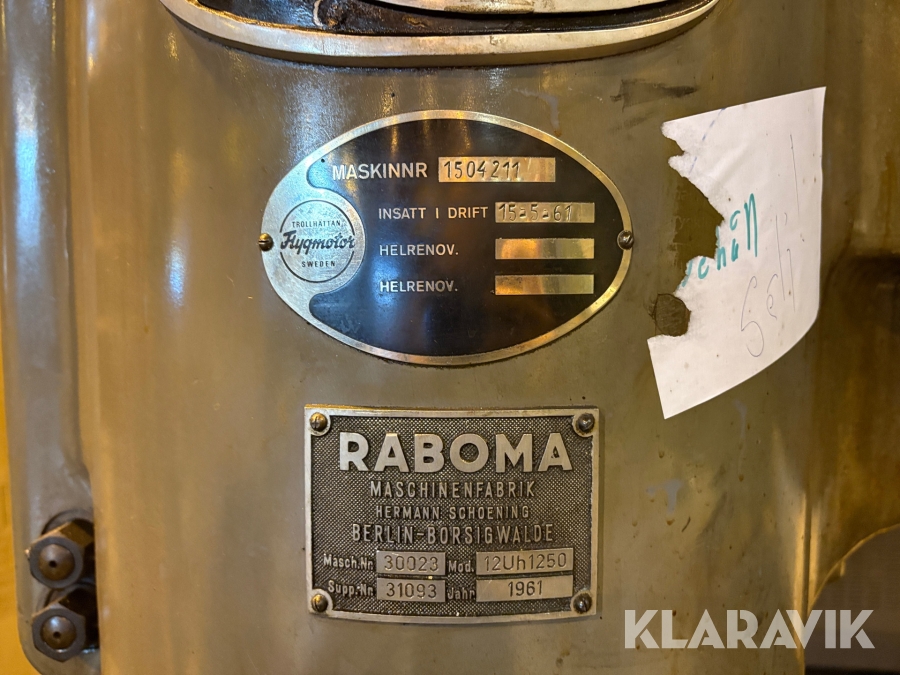 MASKINNR 1504211
INSATT I DRIFT 15-5-61
HELRENOV.
HELRENOV.
TROLLHÄTTAN
Flygmotor
SWEDEN
RABOMA
MASCHINENFABRIK
HERMANN SCHOENING
BERLIN-BORSIGWALDE
Masch.Nr. 30023 Mod. 12Uh1250
Supp.-Nr. 31093 Jahr 1961
KLARAVIK